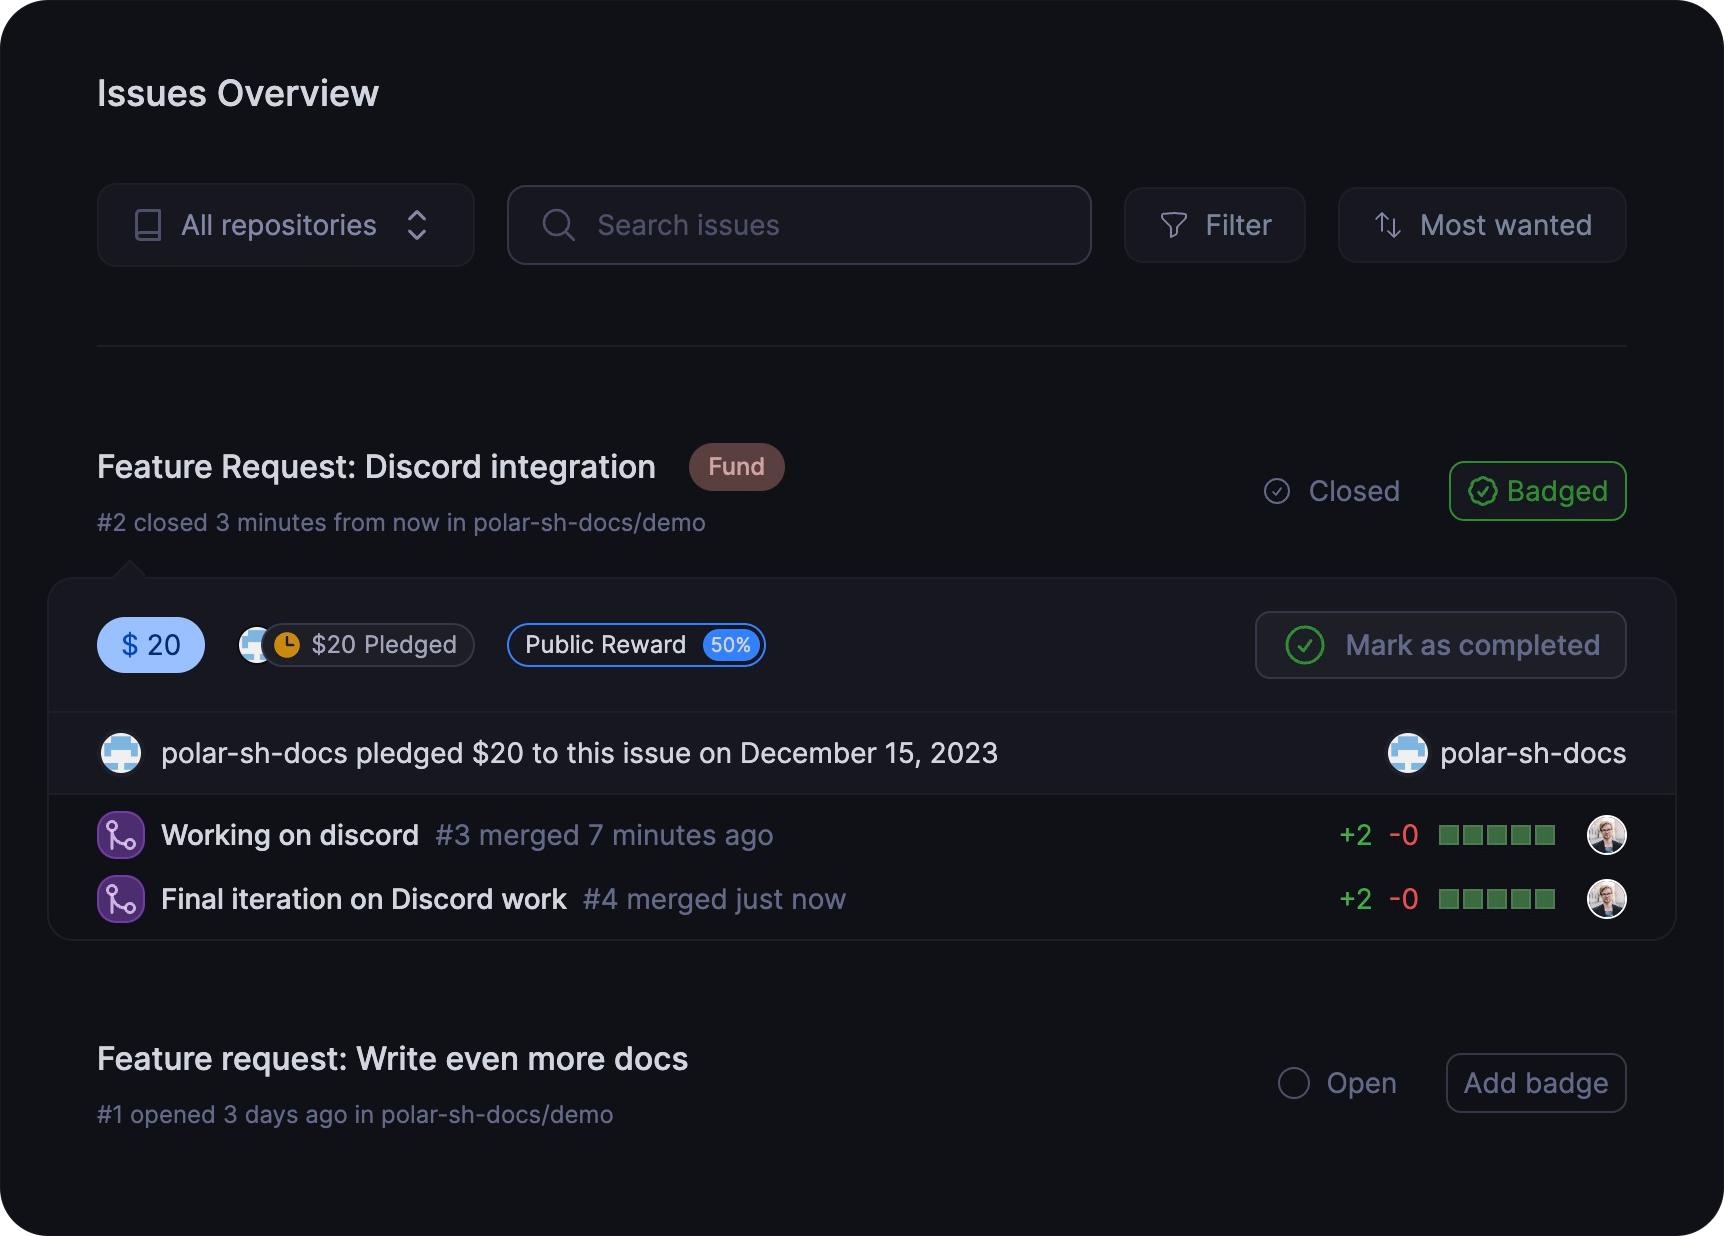 Issues Overview
All repositories
Search issues
Filter
Most wanted
Feature Request: Discord integration
Fund
#2 closed 3 minutes from now in polar-sh-docs/demo
Closed
Badged
$ 20
$20 Pledged
Public Reward 50%
Mark as completed
polar-sh-docs pledged $20 to this issue on December 15, 2023
polar-sh-docs
Working on discord #3 merged 7 minutes ago
+2 -0
Final iteration on Discord work #4 merged just now
+2 -0
Feature request: Write even more docs
#1 opened 3 days ago in polar-sh-docs/demo
Open
Add badge